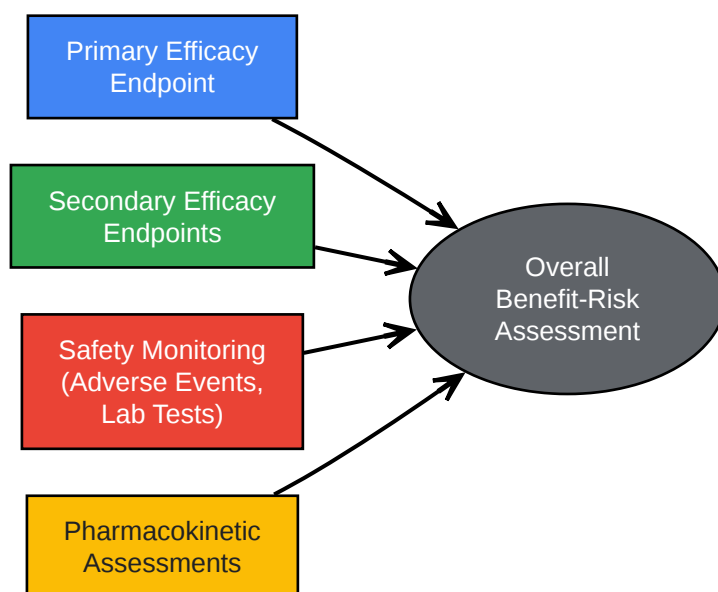 Primary Efficacy
Endpoint
Secondary Efficacy
Endpoints
Safety Monitoring
(Adverse Events,
Lab Tests)
Pharmacokinetic
Assessments
Overall
Benefit-Risk
Assessment